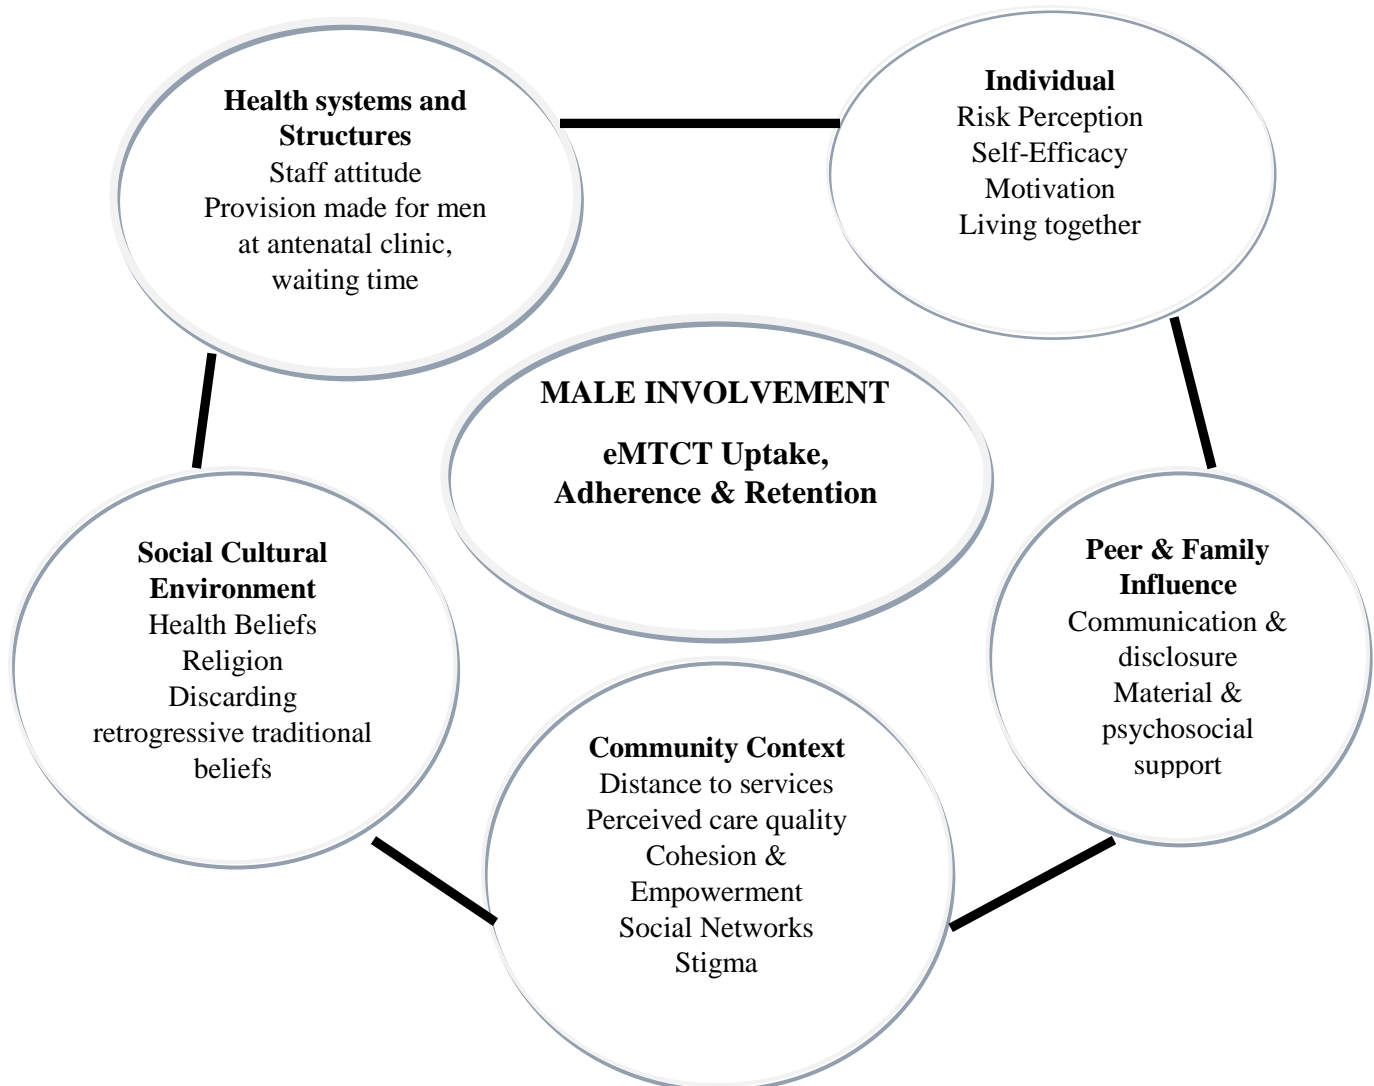 Health systems and
Structures
Staff attitude
Provision made for men
at antenatal clinic,
waiting time
Individual
Risk Perception
Self-Efficacy
Motivation
Living together
MALE INVOLVEMENT
eMTCT Uptake,
Adherence & Retention
Social Cultural
Environment
Health Beliefs
Religion
Discarding
retrogressive traditional
beliefs
Peer & Family
Influence
Communication &
disclosure
Material &
psychosocial
support
Community Context
Distance to services
Perceived care quality
Cohesion &
Empowerment
Social Networks
Stigma